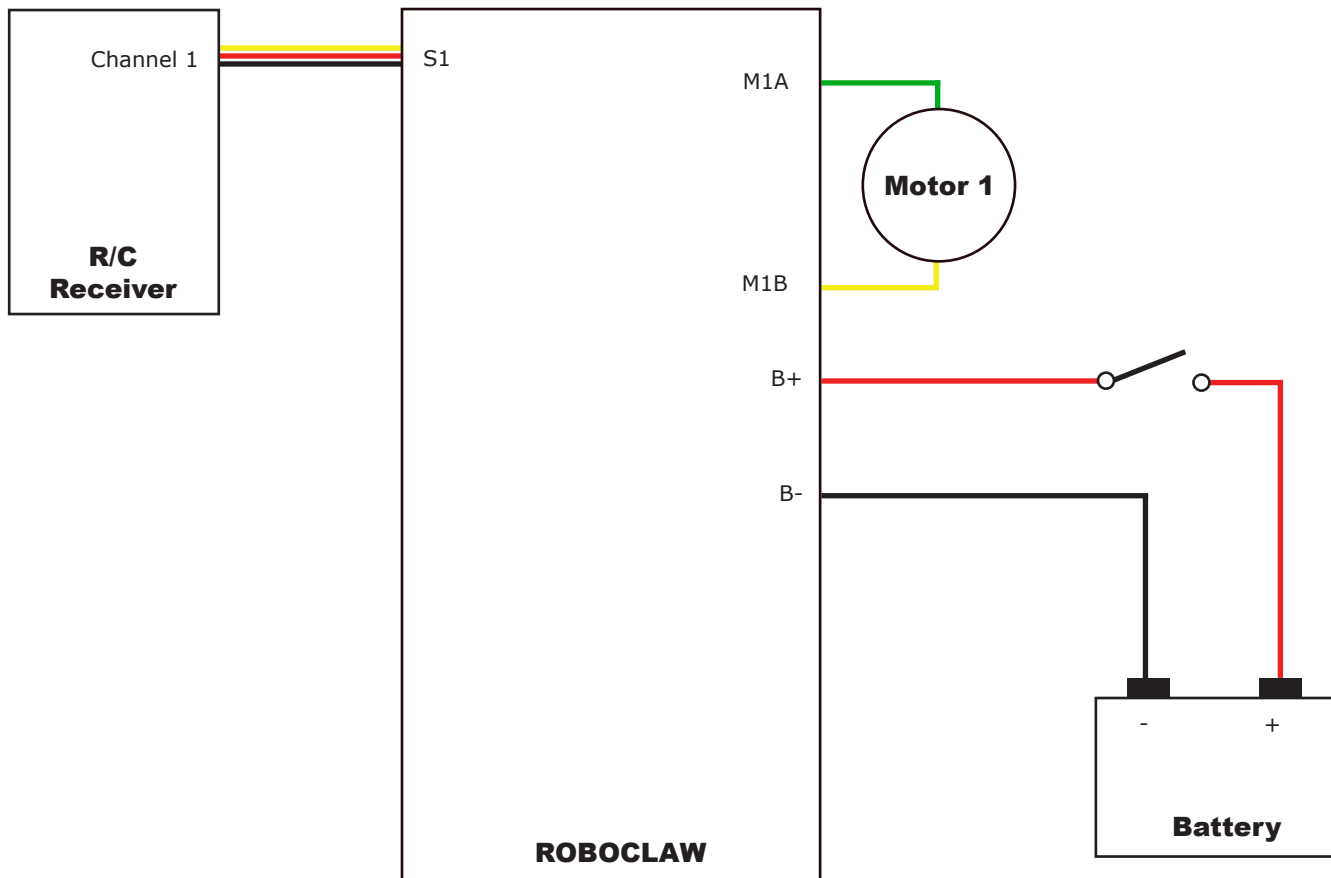 Channel 1
R/C
Receiver
S1
M1A
M1B
B+
B-
ROBOCLAW
Motor 1
- +
Battery